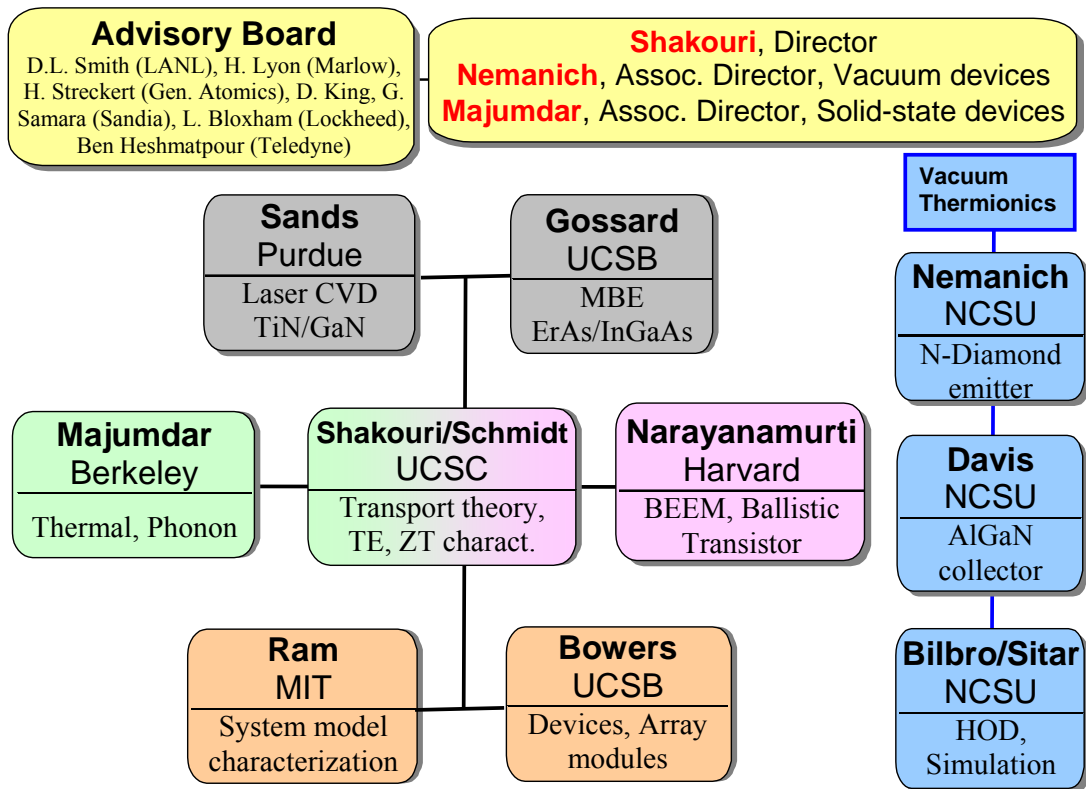 Advisory Board
D.L. Smith (LANL), H. Lyon (Marlow),
H. Streckert (Gen. Atomics), D. King, G.
Samara (Sandia), L. Bloxham (Lockheed),
Ben Heshmatpour (Teledyne)
Shakouri, Director
Nemanich, Assoc. Director, Vacuum devices
Majumdar, Assoc. Director, Solid-state devices
Vacuum
Thermionics
Sands
Purdue
Laser CVD
TiN/GaN
Gossard
UCSB
MBE
ErAs/InGaAs
Nemanich
NCSU
N-Diamond
emitter
Majumdar
Berkeley
Thermal, Phonon
Shakouri/Schmidt
UCSC
Transport theory,
TE, ZT charact.
Narayanamurti
Harvard
BEEM, Ballistic
Transistor
Davis
NCSU
AlGaN
collector
Ram
MIT
System model
characterization
Bowers
UCSB
Devices, Array
modules
Bilbro/Sitar
NCSU
HOD,
Simulation